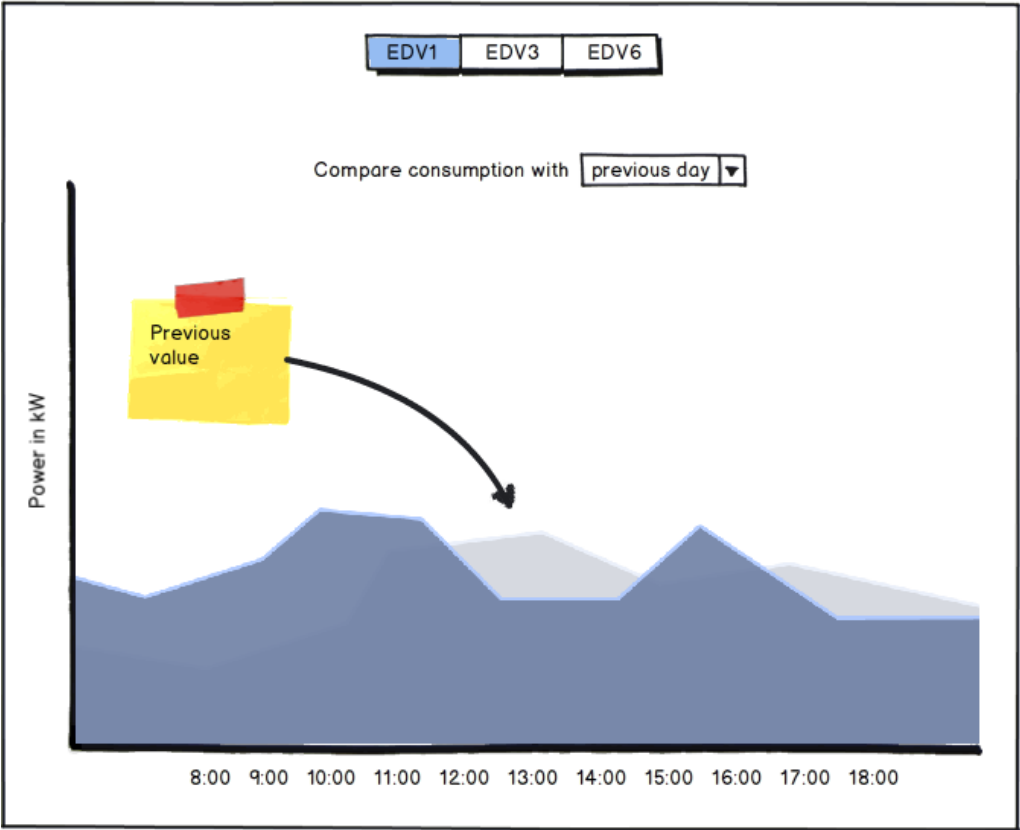 EDV1 EDV3 EDV6
Compare consumption with previous day
Previous
value
Power in kW
8:00 9:00 10:00 11:00 12:00 13:00 14:00 15:00 16:00 17:00 18:00